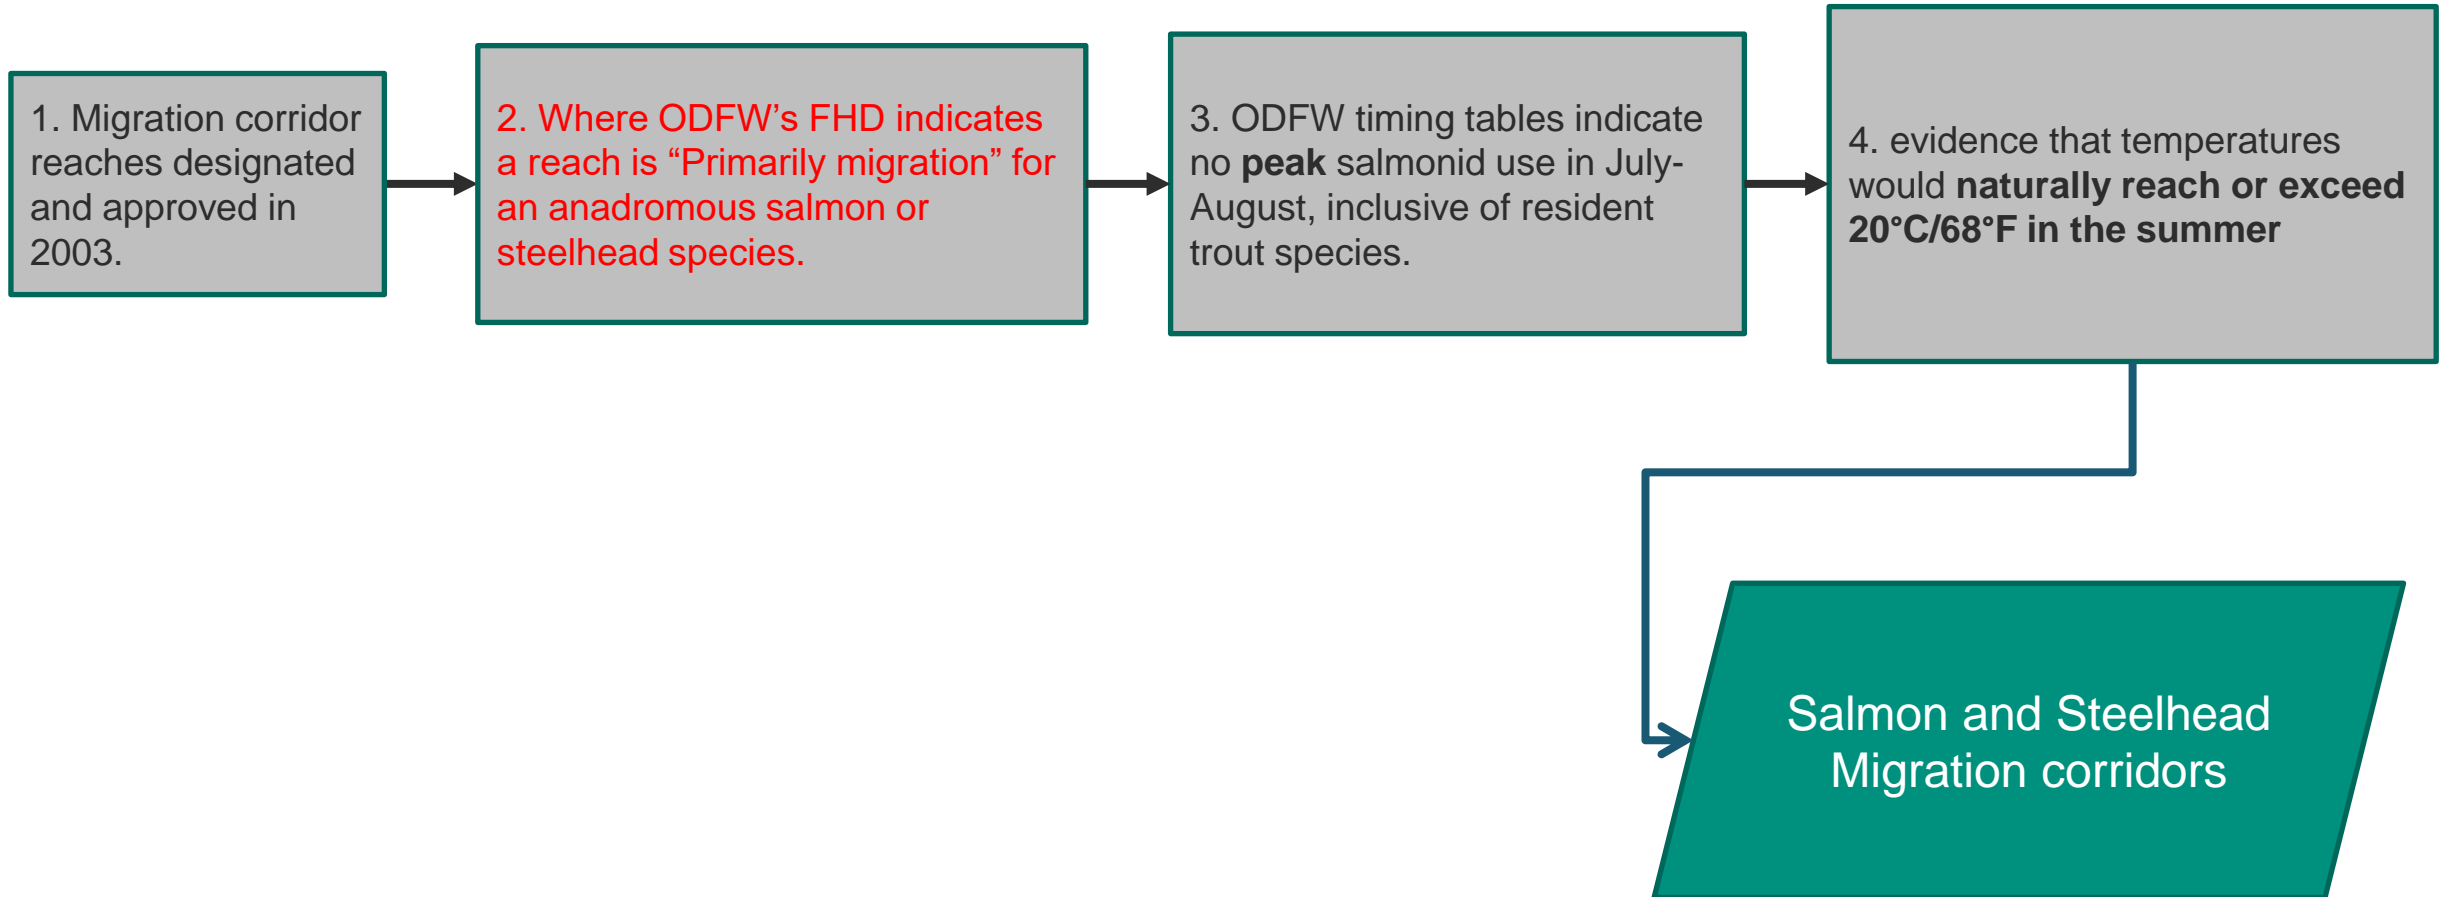 1. Migration corridor
reaches designated
and approved in
2003.
2. Where ODFW’s FHD indicates
a reach is “Primarily migration” for
an anadromous salmon or
steelhead species.
3. ODFW timing tables indicate
no peak salmonid use in July-
August, inclusive of resident
trout species.
4. evidence that temperatures
would naturally reach or exceed
20°C/68°F in the summer
Salmon and Steelhead
Migration corridors